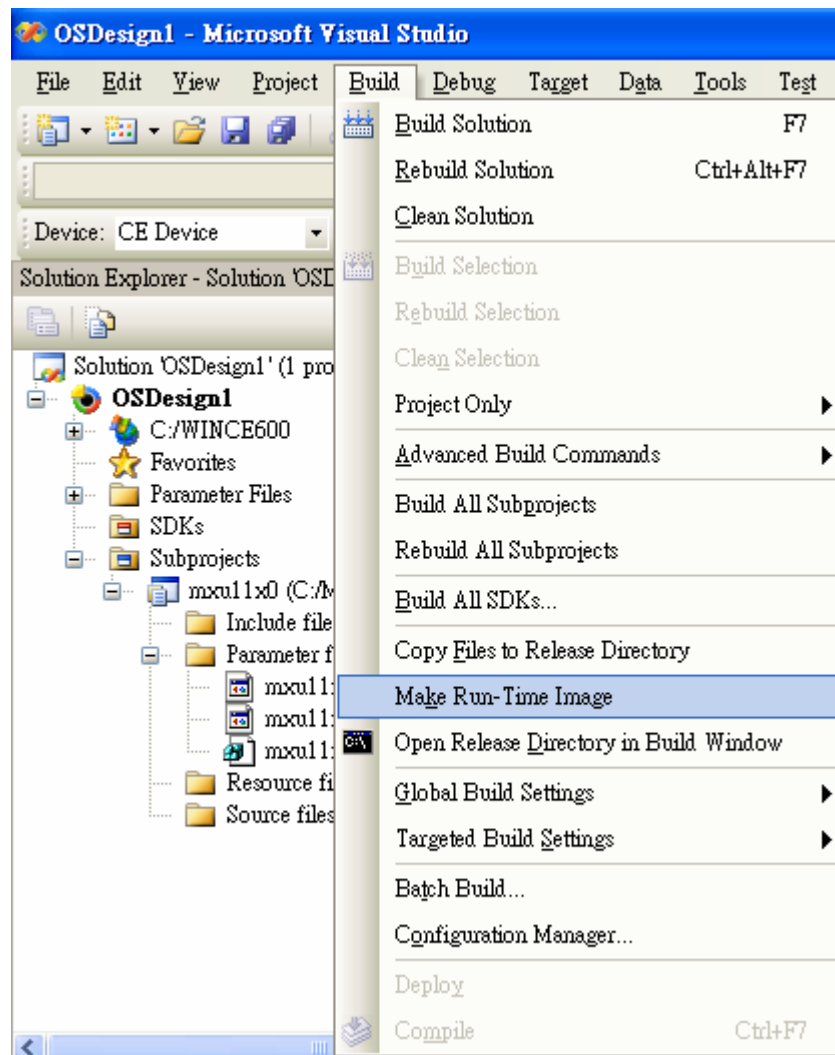 OSDesign1 - Microsoft Visual Studio
File Edit View Project Build Debug Target Data Tools Test
Device: CE Device
Solution Explorer - Solution 'OSD
Solution 'OSDesign1' (1 pro
OSDesign1
C:/WINCE600
Favorites
Parameter Files
SDKs
Subprojects
mxu11x0 (C:/M
Include file
Parameter f
mxu11
mxu11
mxu11
Resource fi
Source files
Build Solution F7
Rebuild Solution Ctrl+Alt+F7
Clean Solution
Build Selection
Rebuild Selection
Clean Selection
Project Only
Advanced Build Commands
Build All Subprojects
Rebuild All Subprojects
Build All SDKs...
Copy Files to Release Directory
Make Run-Time Image
C:\
Open Release Directory in Build Window
Global Build Settings
Targeted Build Settings
Batch Build...
Configuration Manager...
Deploy
Compile Ctrl+F7